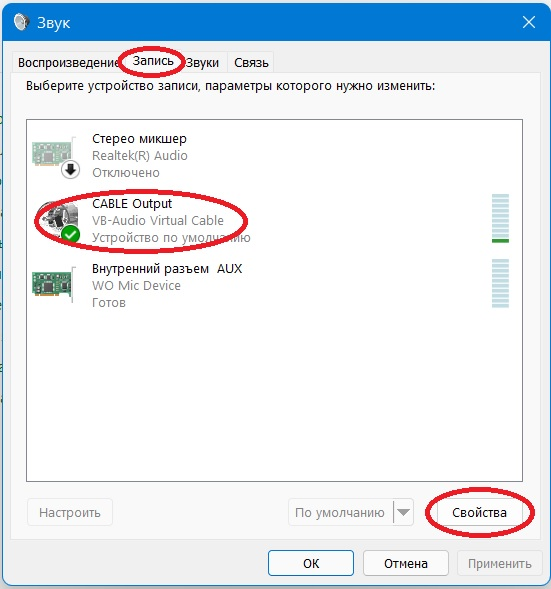 Звук
Воспроизведение Запись Звуки Связь
Выберите устройство записи, параметры которого нужно изменить:
Стерео микшер
Realtek(R) Audio
Отключено
CABLE Output
VB-Audio Virtual Cable
Устройство по умолчанию
Внутренний разъем AUX
WO Mic Device
Готов
Настроить По умолчанию Свойства
ОК Отмена Применить